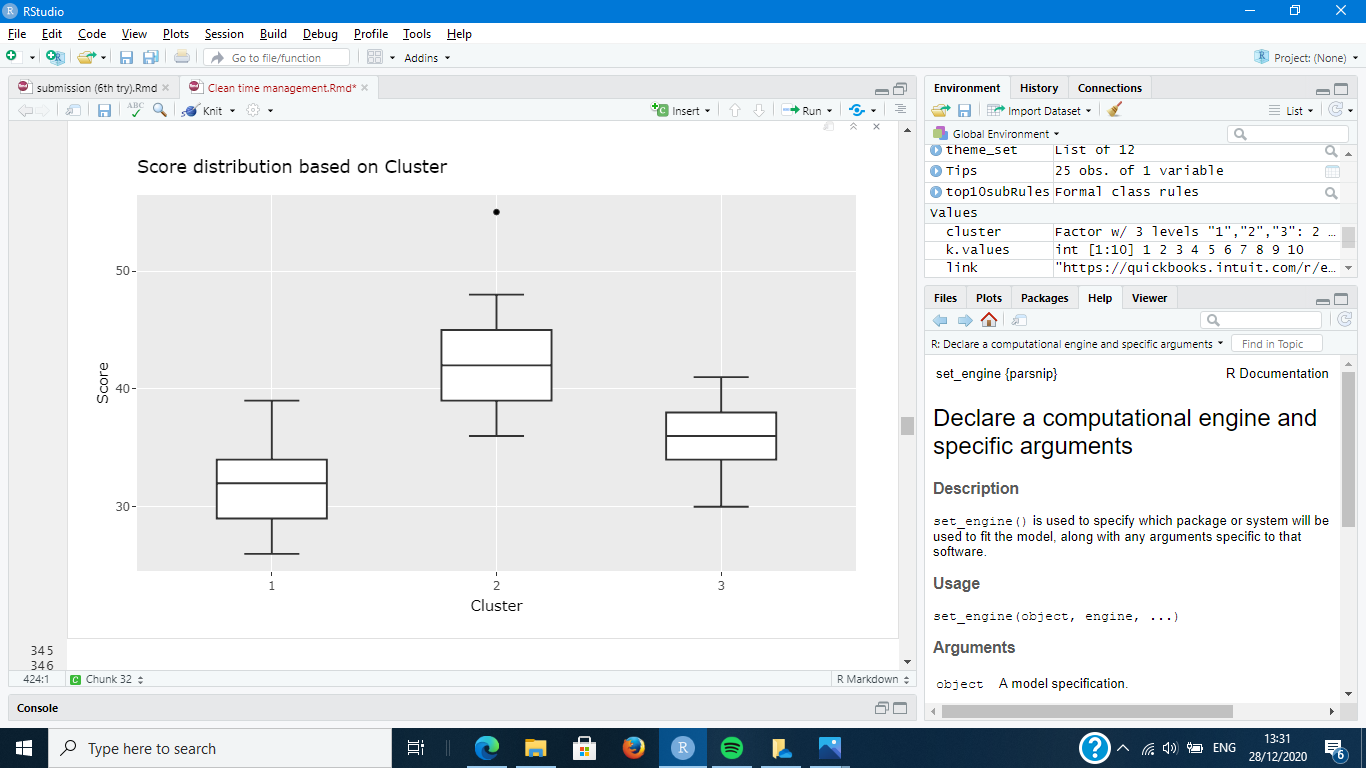 RStudio
File Edit Code View Plots Session Build Debug Profile Tools Help
Go to file/function Addins Project: (None)
submission (6th try).Rmd Clean time management.Rmd*
ABC Knit Insert Run
Score distribution based on Cluster
50
40
30
Score
1 2 3
Cluster
345
346
424:1 Chunk 32 R Markdown
Console
Environment History Connections
Import Dataset List
Global Environment
theme_set List of 12
Tips 25 obs. of 1 variable
top10subRules Formal class rules
Values
cluster Factor w/ 3 levels "1","2","3": 2 …
k.values int [1:10] 1 2 3 4 5 6 7 8 9 10
link "https://quickbooks.intuit.com/r/e…
Files Plots Packages Help Viewer
R: Declare a computational engine and specific arguments Find in Topic
set_engine {parsnip} R Documentation
Declare a computational engine and
specific arguments
Description
set_engine() is used to specify which package or system will be
used to fit the model, along with any arguments specific to that
software.
Usage
set_engine(object, engine, ...)
Arguments
object A model specification.
Type here to search
ENG
13:31
28/12/2020
6